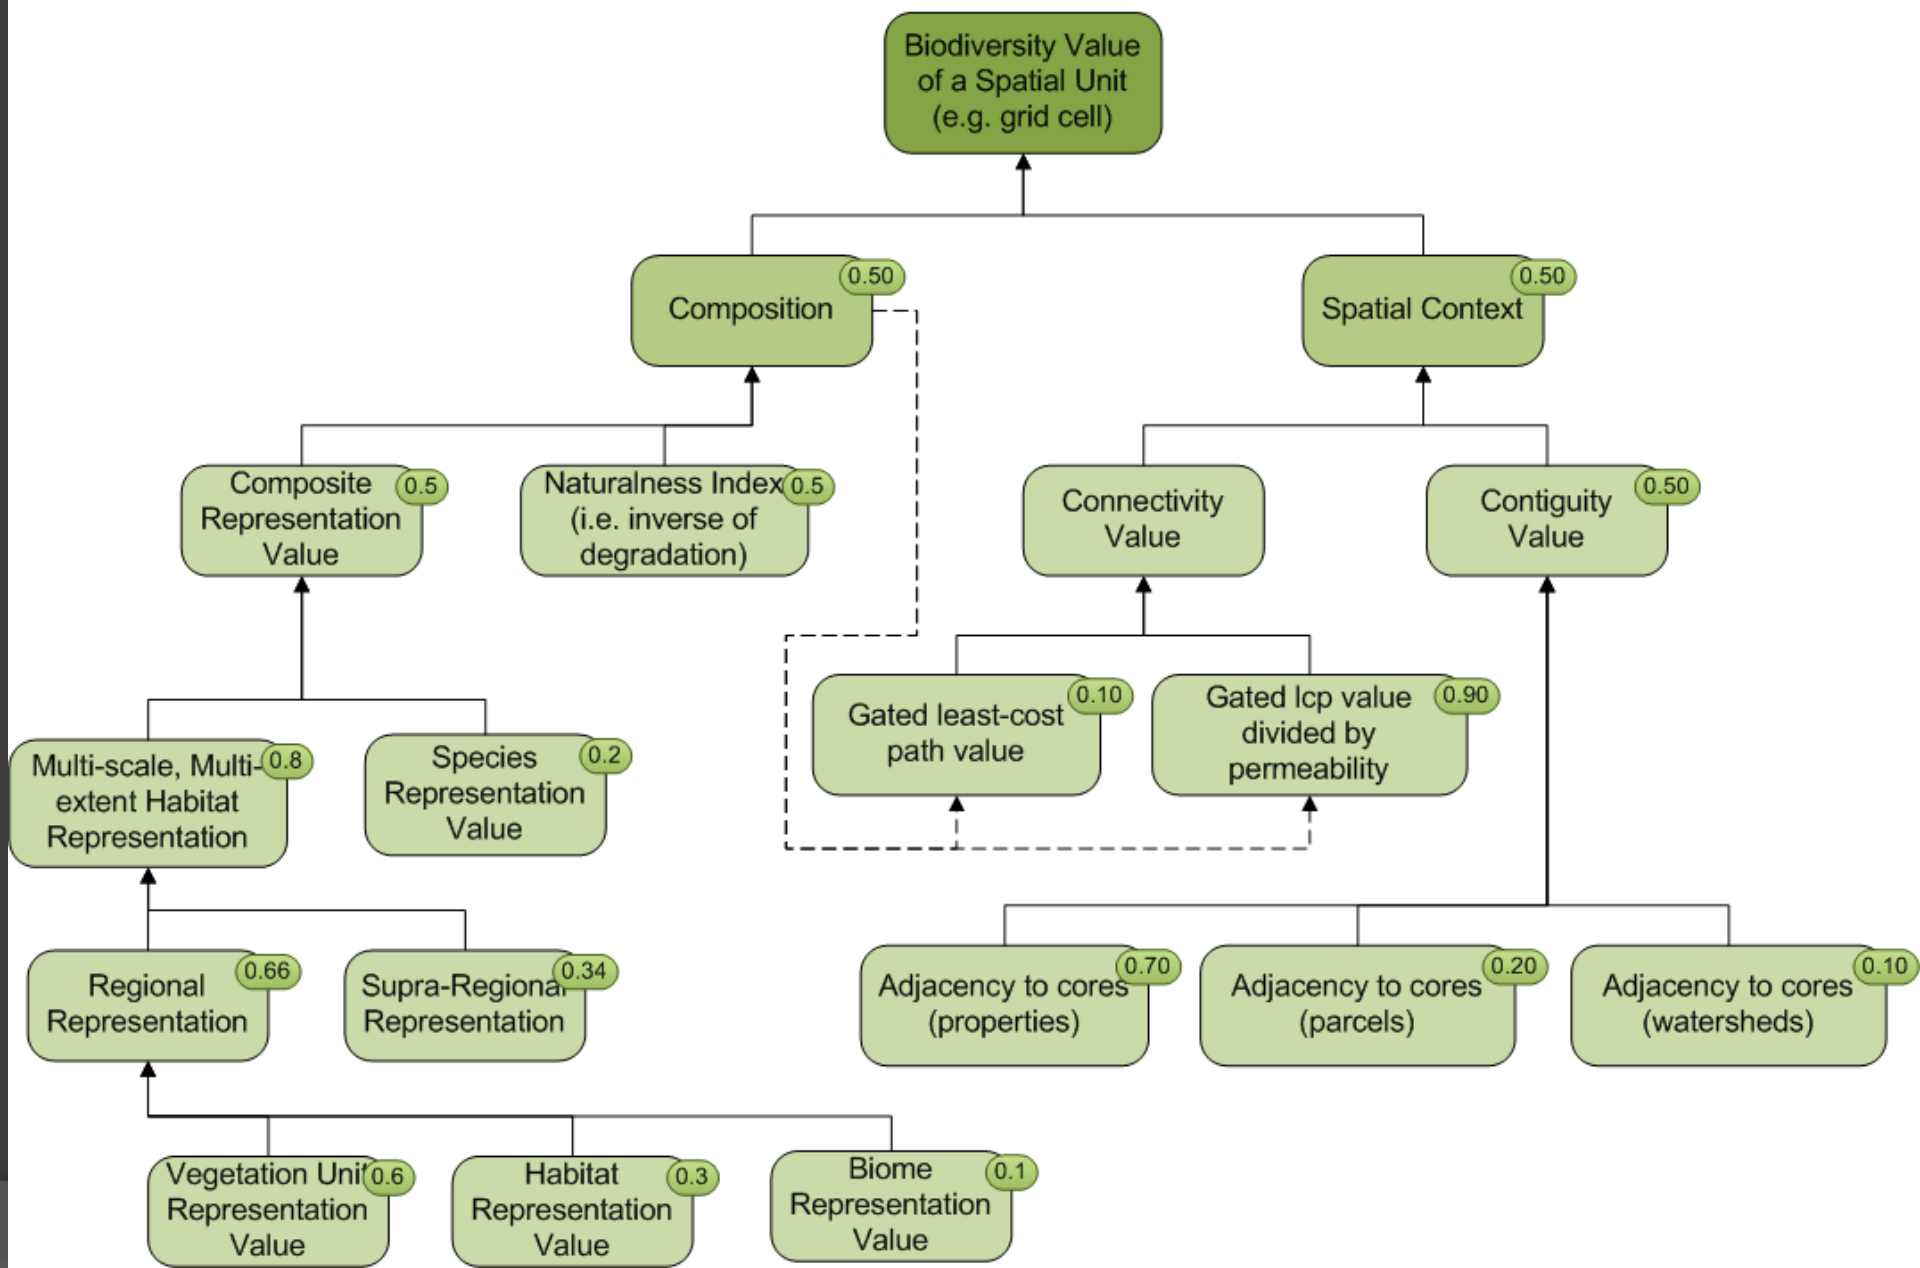 Biodiversity Value
of a Spatial Unit
(e.g. grid cell)
Composition
0.50
Spatial Context
0.50
Composite
Representation
Value
0.5
Naturalness Index
(i.e. inverse of
degradation)
0.5
Connectivity
Value
Contiguity
Value
0.50
Gated least-cost
path value
0.10
Gated lcp value
divided by
permeability
0.90
Multi-scale, Multi-
extent Habitat
Representation
0.8
Species
Representation
Value
0.2
Regional
Representation
0.66
Supra-Regional
Representation
0.34
Adjacency to cores
(properties)
0.70
Adjacency to cores
(parcels)
0.20
Adjacency to cores
(watersheds)
0.10
Vegetation Unit
Representation
Value
0.6
Habitat
Representation
Value
0.3
Biome
Representation
Value
0.1